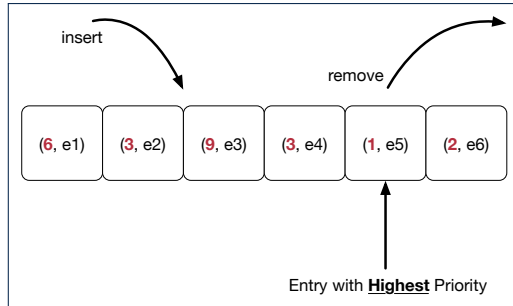 insert
remove
(6, e1) (3, e2) (9, e3) (3, e4) (1, e5) (2, e6)
Entry with Highest Priority